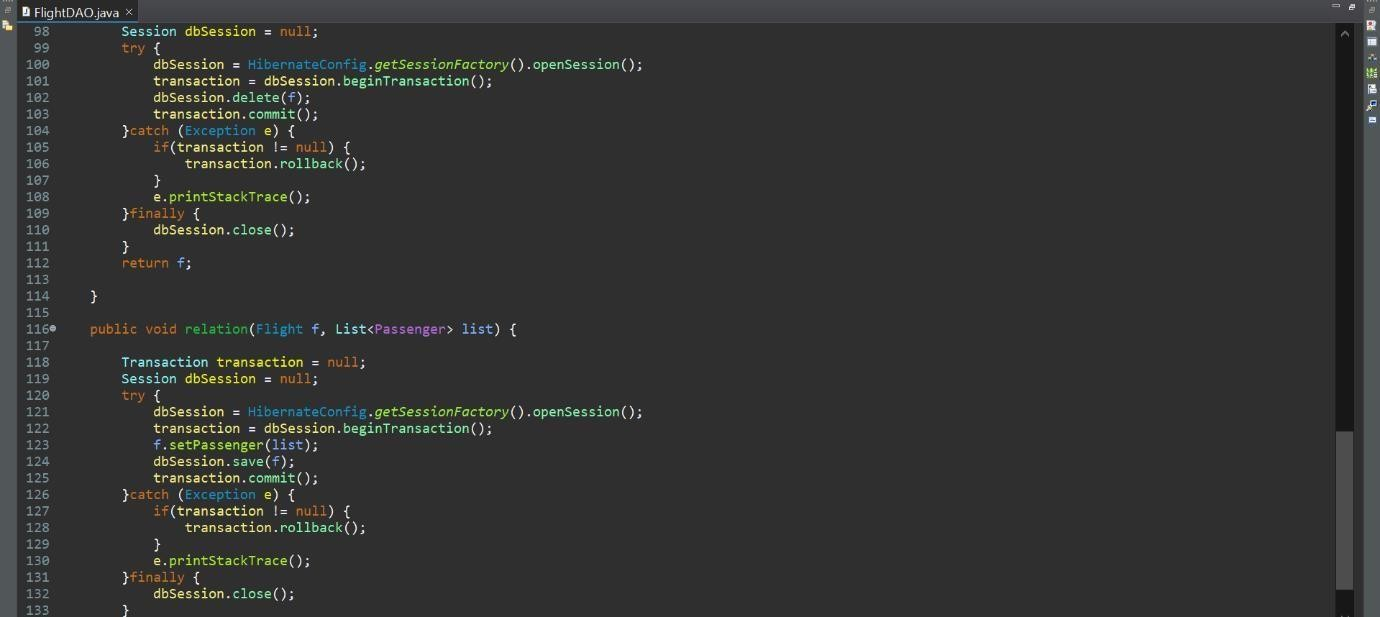 FlightDAO.java ×
98         Session dbSession = null;
99         try {
100             dbSession = HibernateConfig.getSessionFactory().openSession();
101             transaction = dbSession.beginTransaction();
102             dbSession.delete(f);
103             transaction.commit();
104         }catch (Exception e) {
105             if(transaction != null) {
106                 transaction.rollback();
107             }
108             e.printStackTrace();
109         }finally {
110             dbSession.close();
111         }
112         return f;
113
114     }
115
116     public void relation(Flight f, List<Passenger> list) {
117
118         Transaction transaction = null;
119         Session dbSession = null;
120         try {
121             dbSession = HibernateConfig.getSessionFactory().openSession();
122             transaction = dbSession.beginTransaction();
123             f.setPassenger(list);
124             dbSession.save(f);
125             transaction.commit();
126         }catch (Exception e) {
127             if(transaction != null) {
128                 transaction.rollback();
129             }
130             e.printStackTrace();
131         }finally {
132             dbSession.close();
133         }